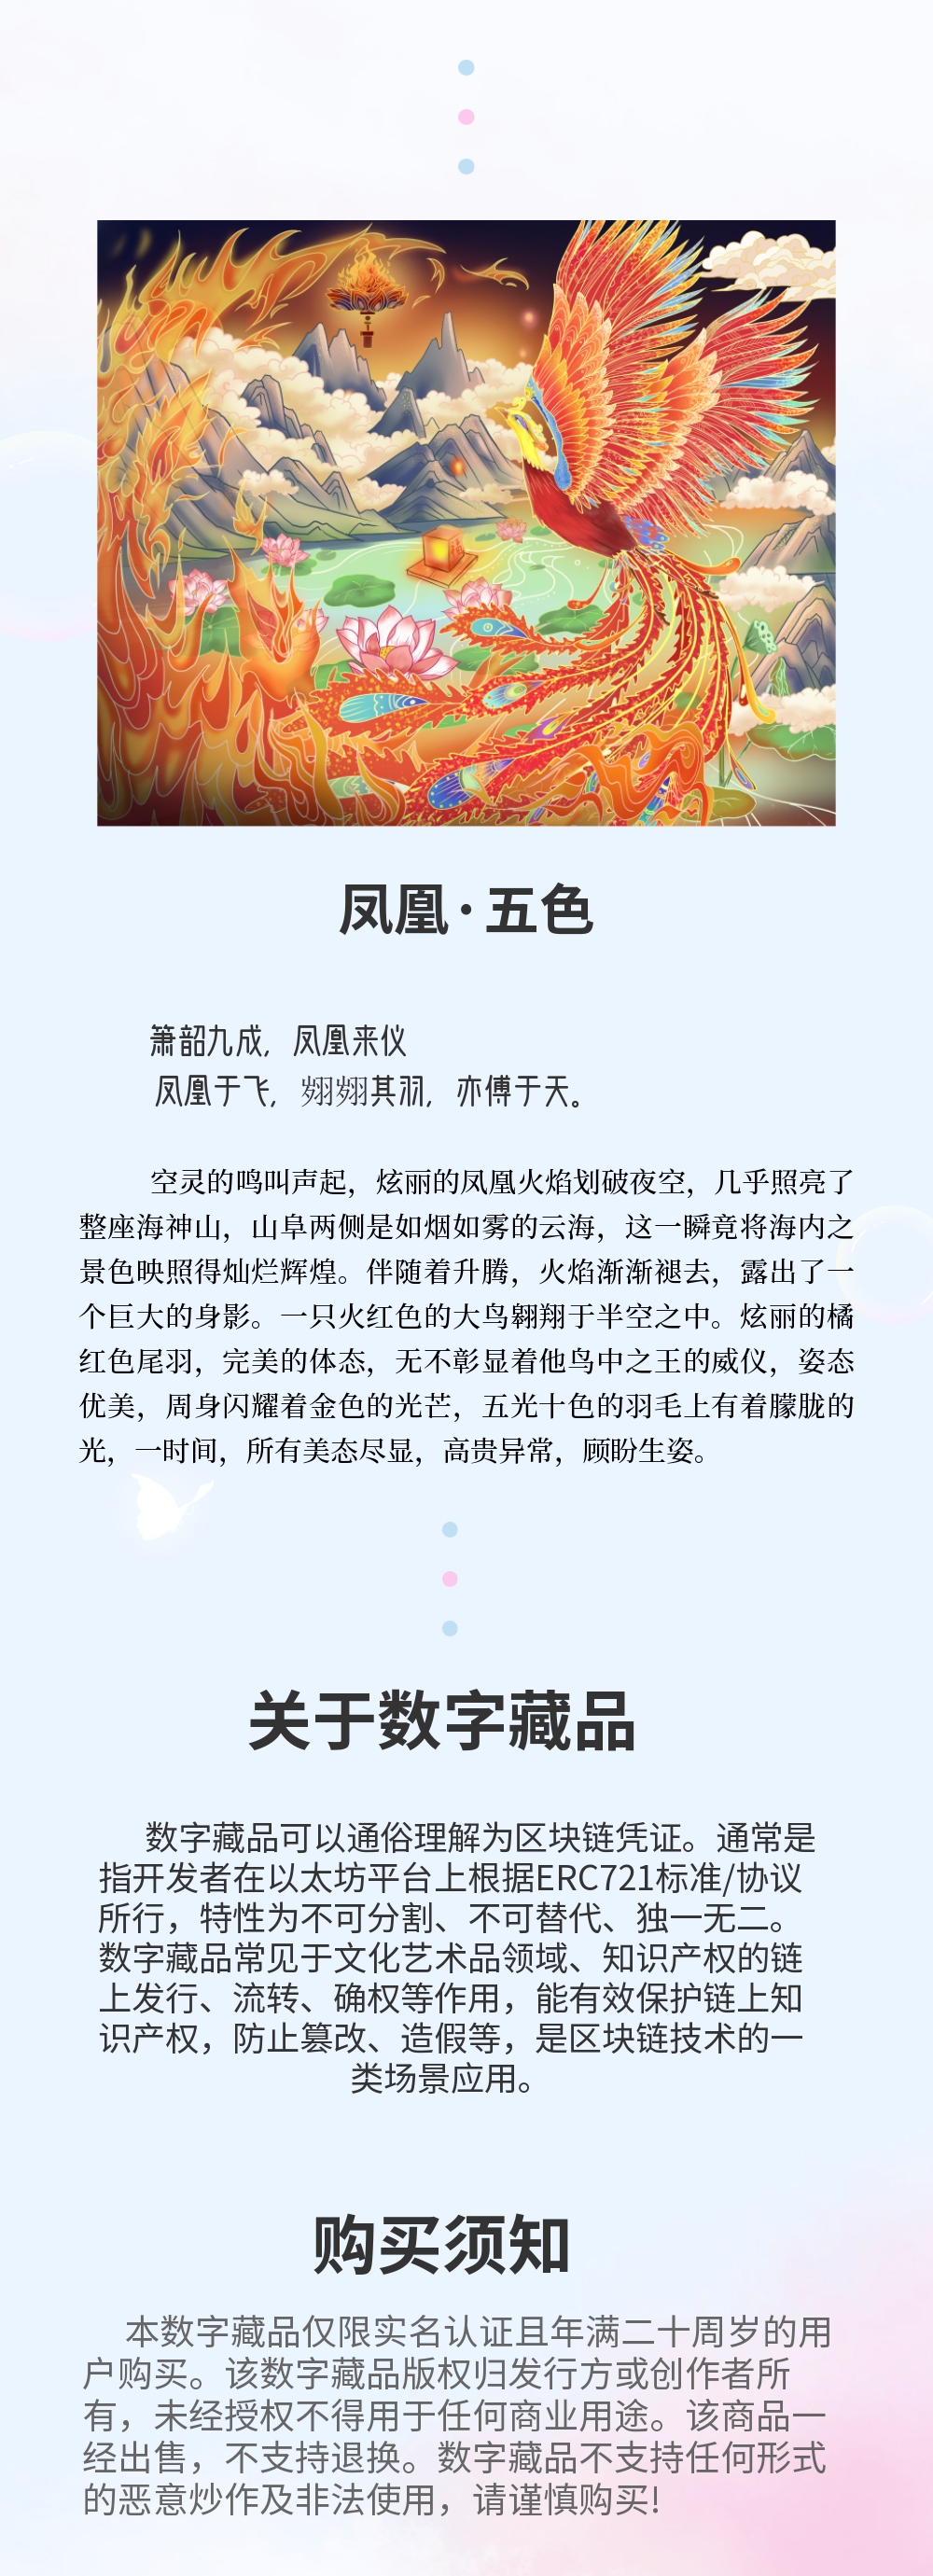 凤凰·五色
箫韶九成，凤凰来仪
凤凰于飞，翙翙其羽，亦傅于天。
空灵的鸣叫声起，炫丽的凤凰火焰划破夜空，几乎照亮了
整座海神山，山阜两侧是如烟如雾的云海，这一瞬竟将海内之
景色映照得灿烂辉煌。伴随着升腾，火焰渐渐褪去，露出了一
个巨大的身影。一只火红色的大鸟翱翔于半空之中。炫丽的橘
红色尾羽，完美的体态，无不彰显着他鸟中之王的威仪，姿态
优美，周身闪耀着金色的光芒，五光十色的羽毛上有着朦胧的
光，一时间，所有美态尽显，高贵异常，顾盼生姿。
关于数字藏品
数字藏品可以通俗理解为区块链凭证。通常是
指开发者在以太坊平台上根据ERC721标准/协议
所行，特性为不可分割、不可替代、独一无二。
数字藏品常见于文化艺术品领域、知识产权的链
上发行、流转、确权等作用，能有效保护链上知
识产权，防止篡改、造假等，是区块链技术的一
类场景应用。
购买须知
本数字藏品仅限实名认证且年满二十周岁的用
户购买。该数字藏品版权归发行方或创作者所
有，未经授权不得用于任何商业用途。该商品一
经出售，不支持退换。数字藏品不支持任何形式
的恶意炒作及非法使用，请谨慎购买!